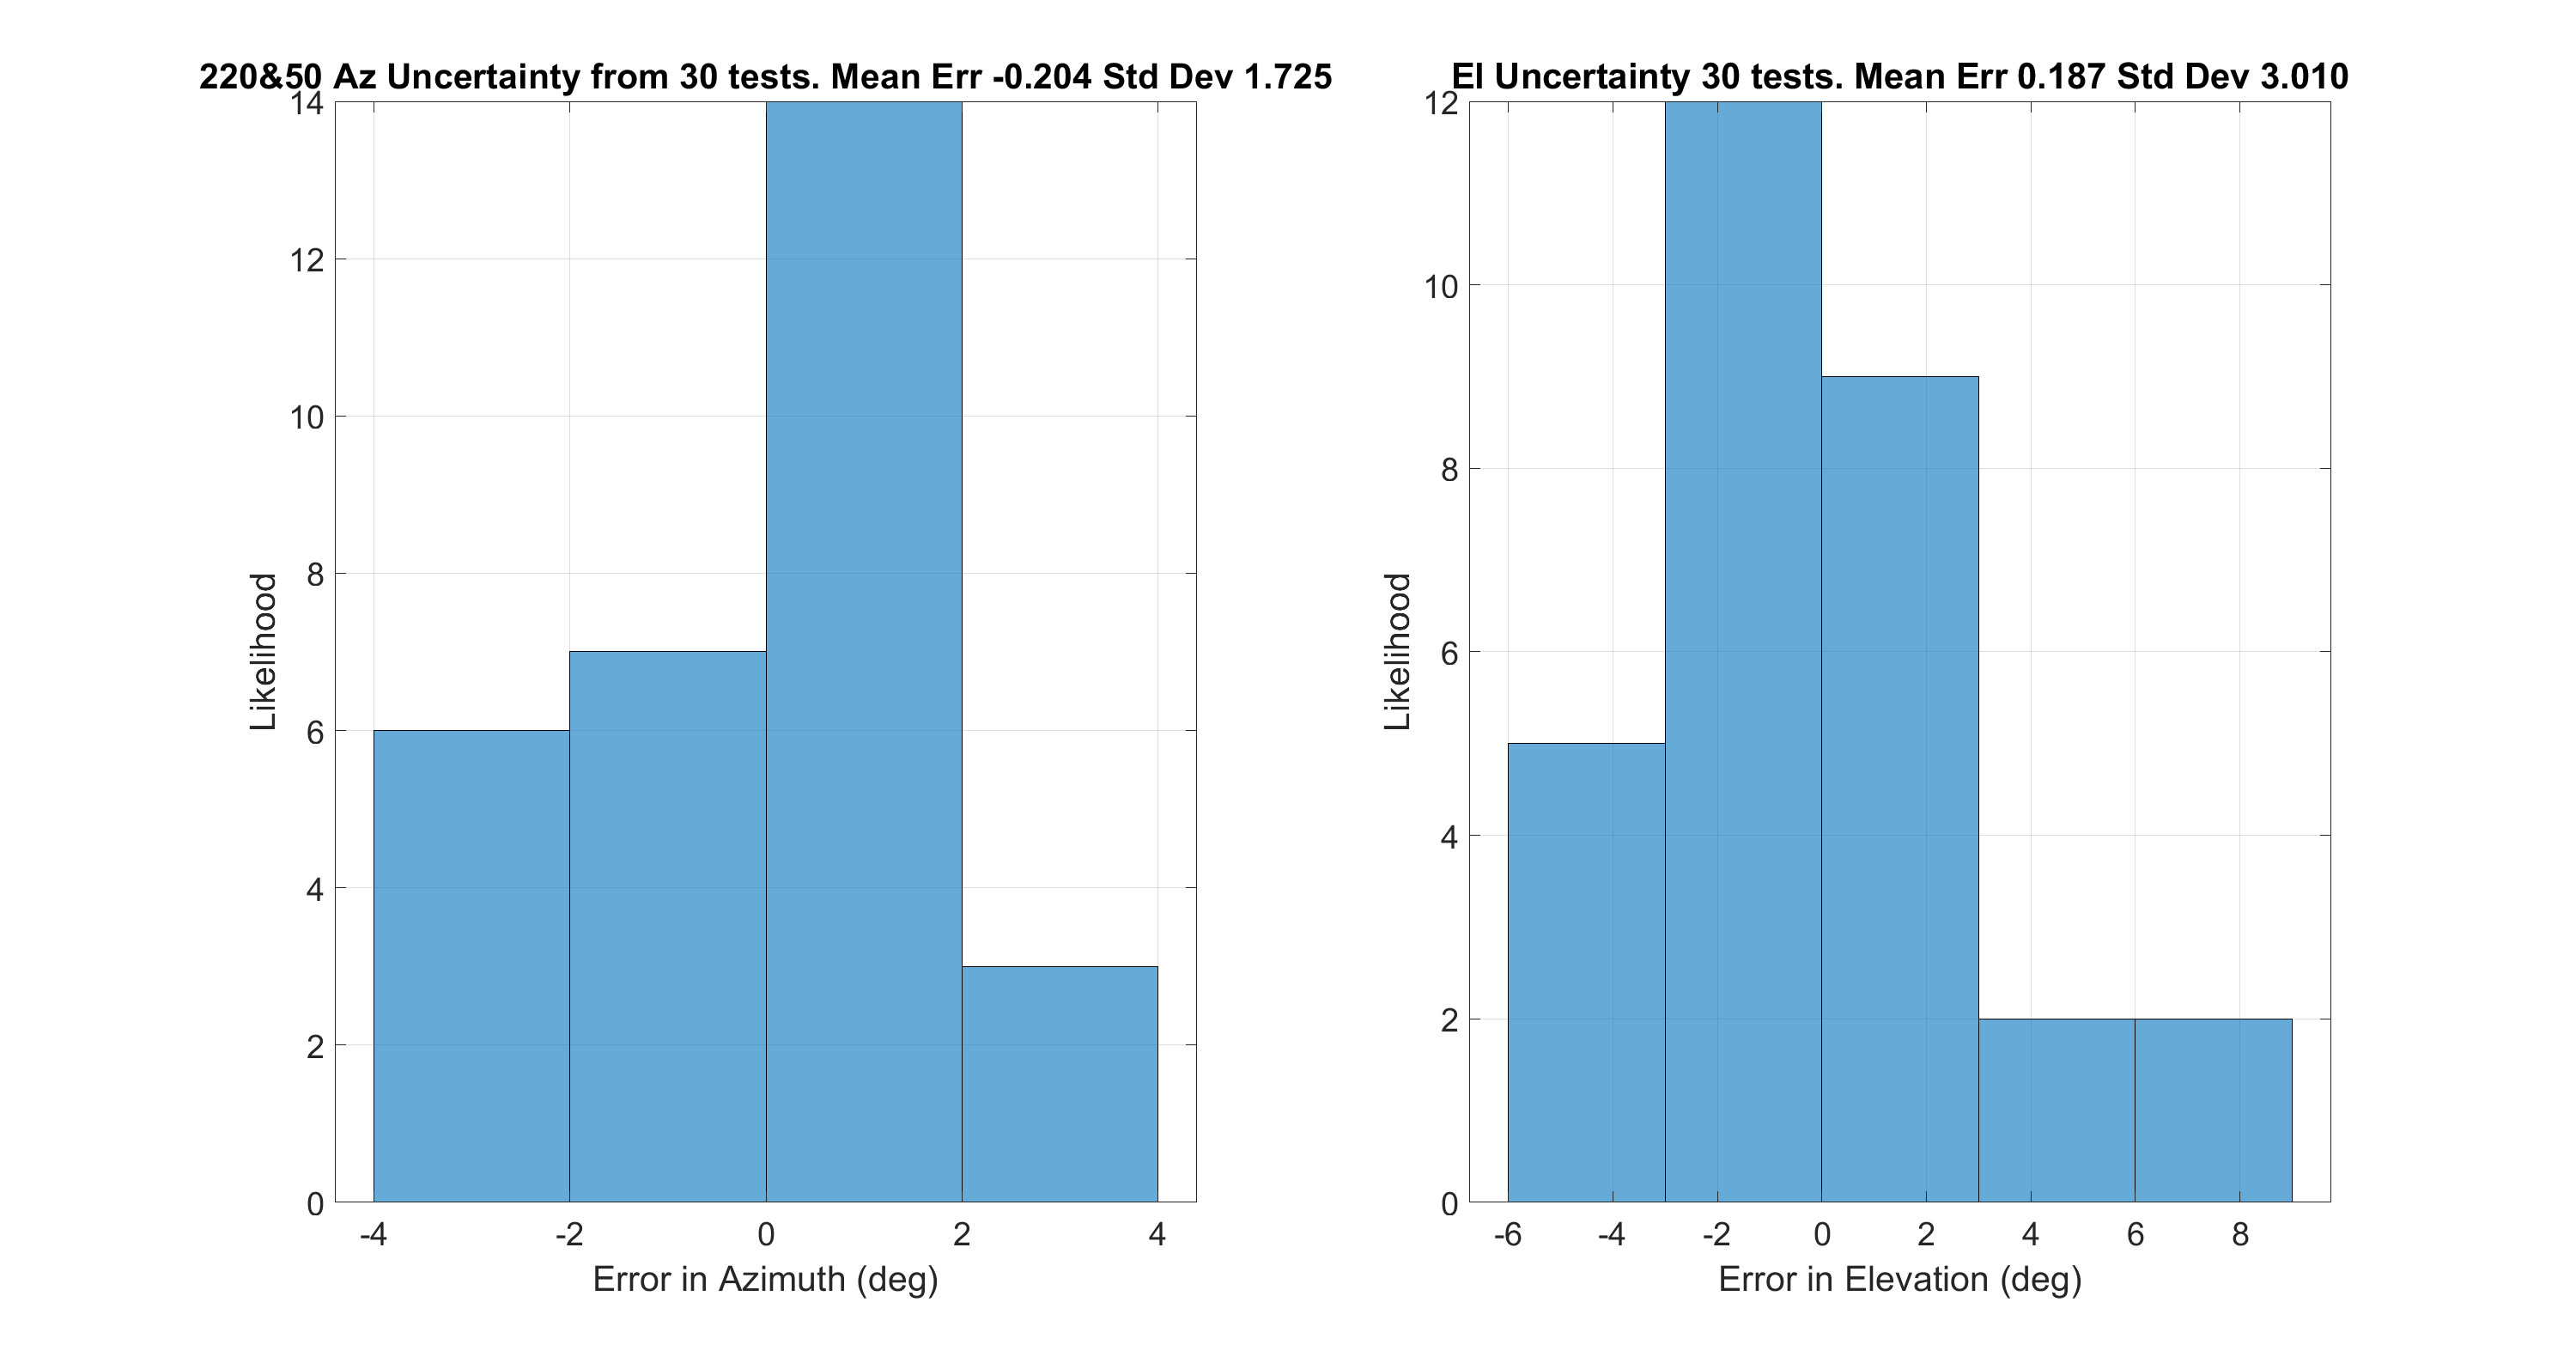 220&50 Az Uncertainty from 30 tests. Mean Err -0.204 Std Dev 1.725
14
12
10
8
6
4
2
0
Likelihood
-4 -2 0 2 4
Error in Azimuth (deg)
El Uncertainty 30 tests. Mean Err 0.187 Std Dev 3.010
12
10
8
6
4
2
0
Likelihood
-6 -4 -2 0 2 4 6 8
Error in Elevation (deg)